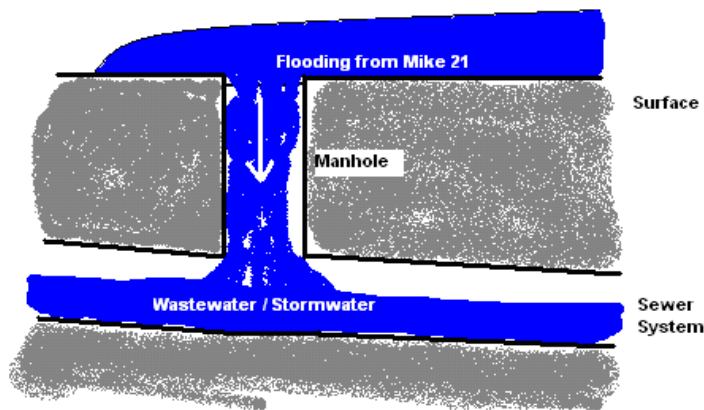 Flooding from Mike 21
Surface
Manhole
Wastewater / Stormwater
Sewer
System